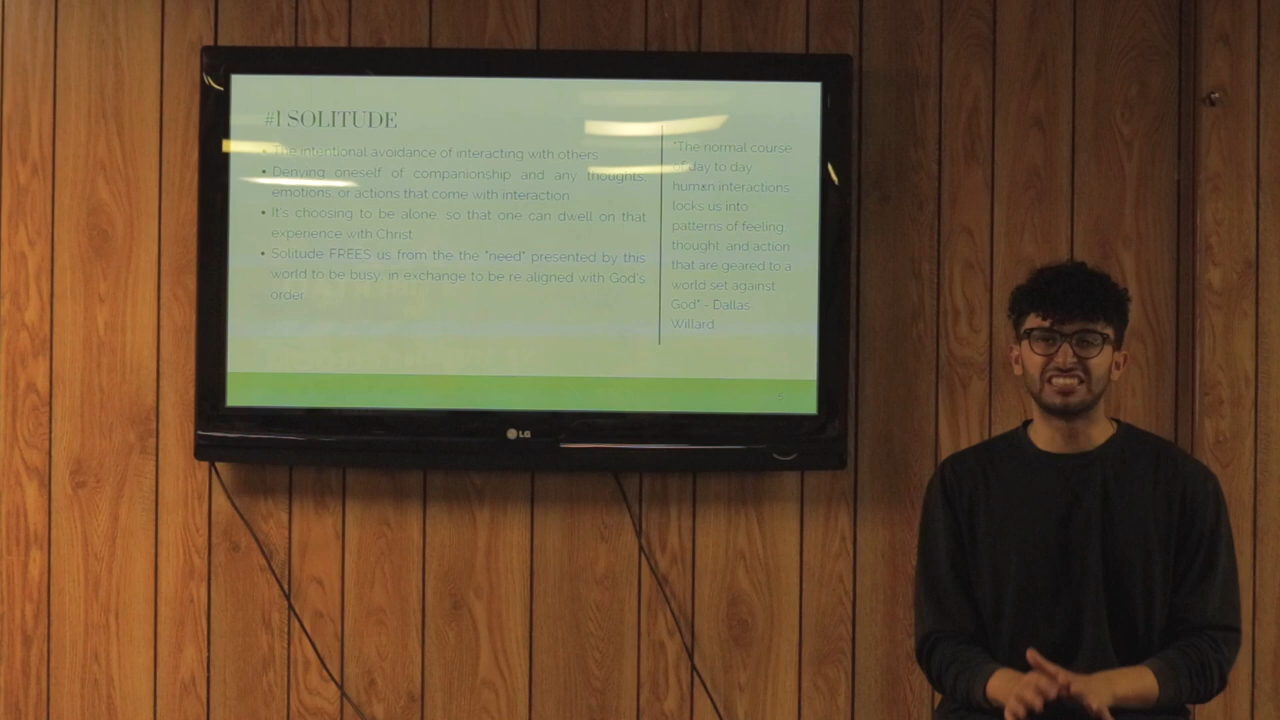 #1 SOLITUDE
• The intentional avoidance of interacting with others
• Denying oneself of companionship and any thoughts,
emotions, or actions that come with interaction
• It's choosing to be alone, so that one can dwell on that
experience with Christ
• Solitude FREES us from the the "need" presented by this
world to be busy, in exchange to be re aligned with God's
order
"The normal course
of day to day
human interactions
locks us into
patterns of feeling,
thought, and action
that are geared to a
world set against
God" - Dallas
Willard
5
LG